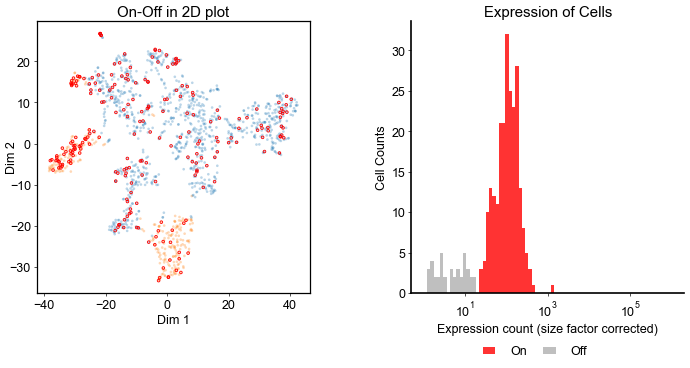 On-Off in 2D plot
Dim 2
20
10
0
−10
−20
−30
−40
−20
0
20
40
Dim 1
Expression of Cells
Cell Counts
30
25
20
15
10
5
0
10^1
10^3
10^5
Expression count (size factor corrected)
On
Off